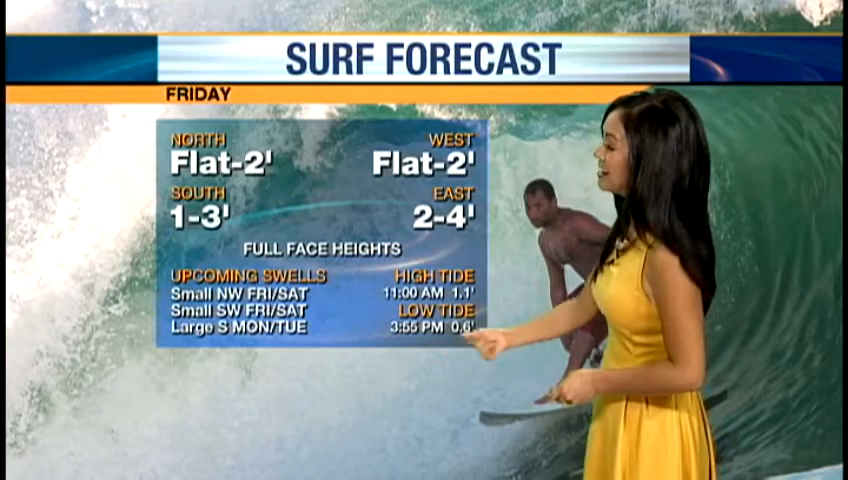 SURF FORECAST
FRIDAY
NORTH WEST
Flat-2' Flat-2'
SOUTH EAST
1-3' 2-4'
FULL FACE HEIGHTS
UPCOMING SWELLS HIGH TIDE
Small NW FRI/SAT 11:00 AM 1.1'
Small SW FRI/SAT LOW TIDE
Large S MON/TUE 3:55 PM 0.6'